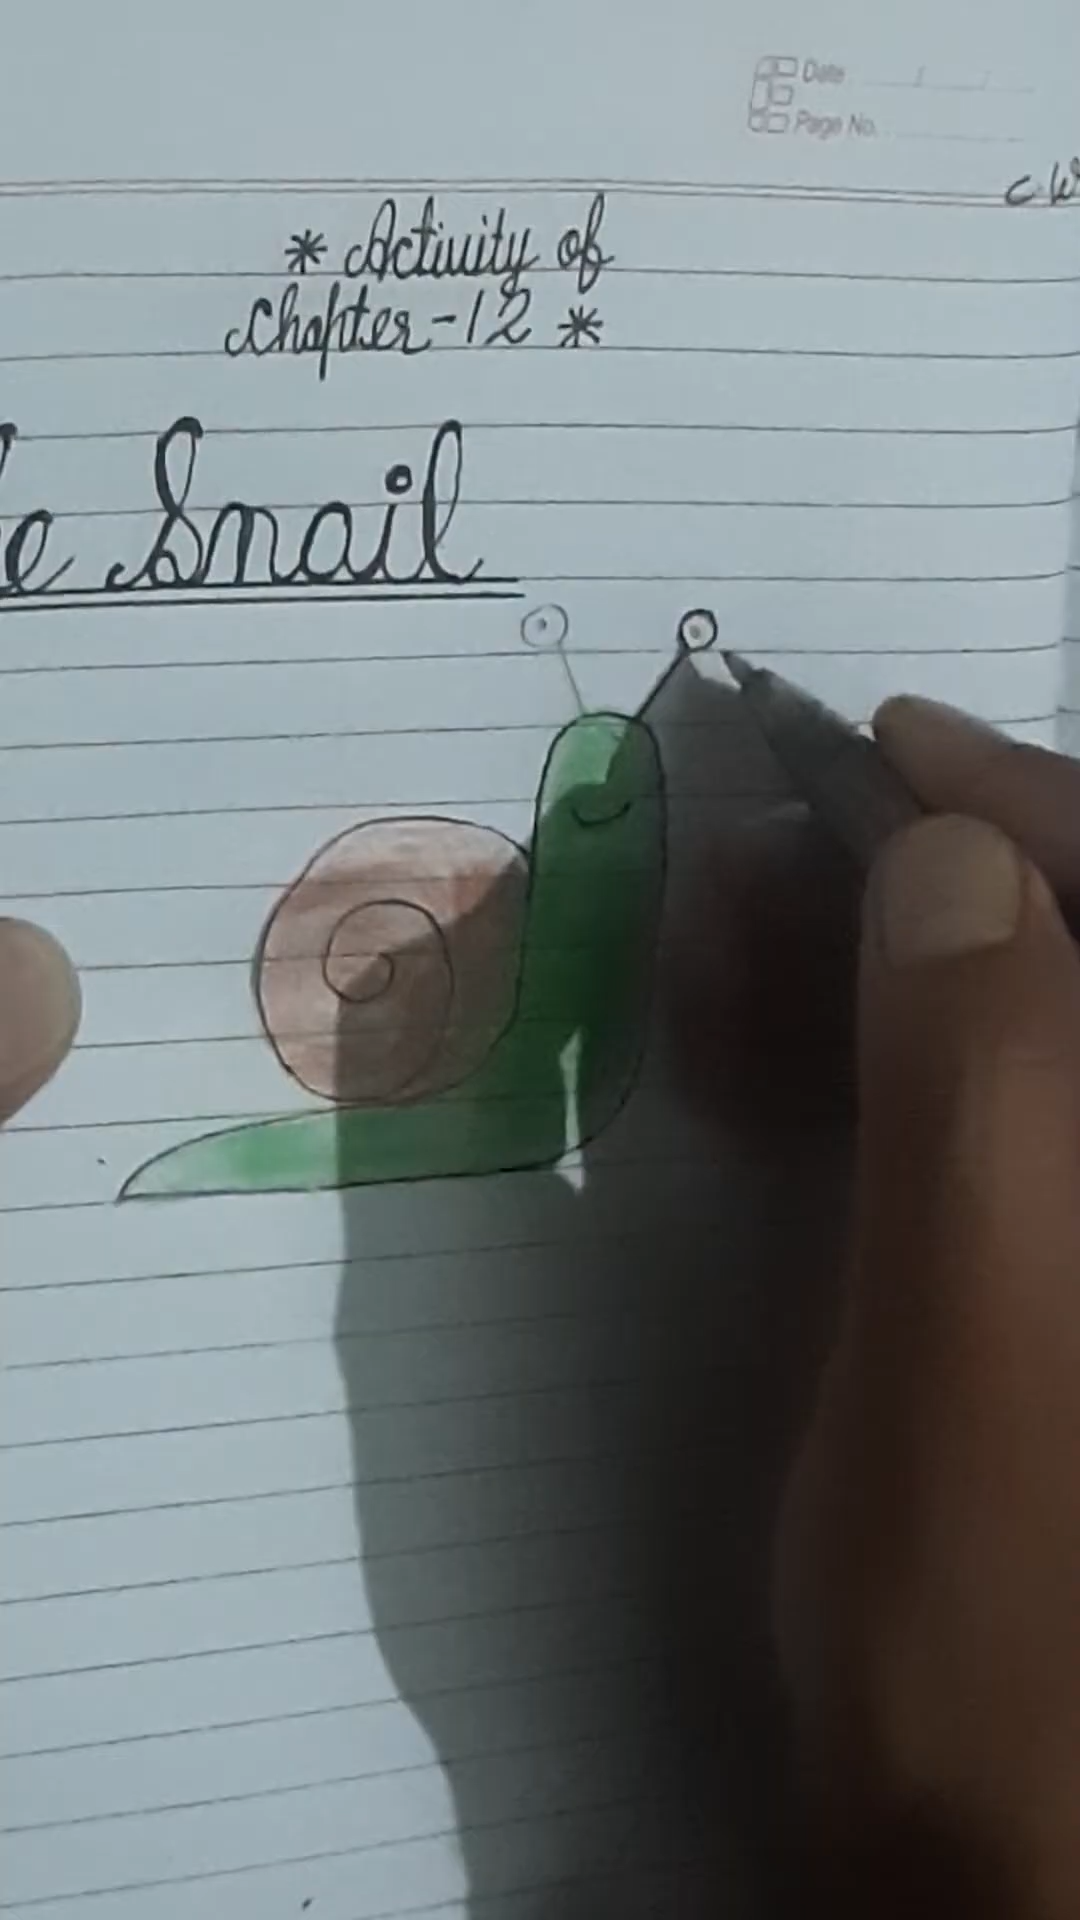 Date
Page No.
C.W
* Activity of
Chapter-12 *
e Snail